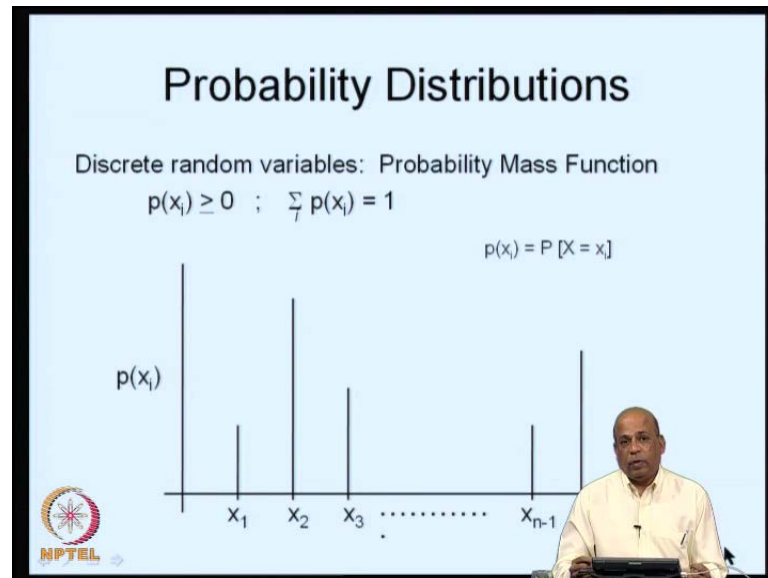 Probability Distributions
Discrete random variables: Probability Mass Function
p(xᵢ) ≥ 0 ; Σᵢ p(xᵢ) = 1
p(xᵢ) = P [X = xᵢ]
p(xᵢ)
x₁ x₂ x₃ ........... xₙ₋₁
.
NPTEL